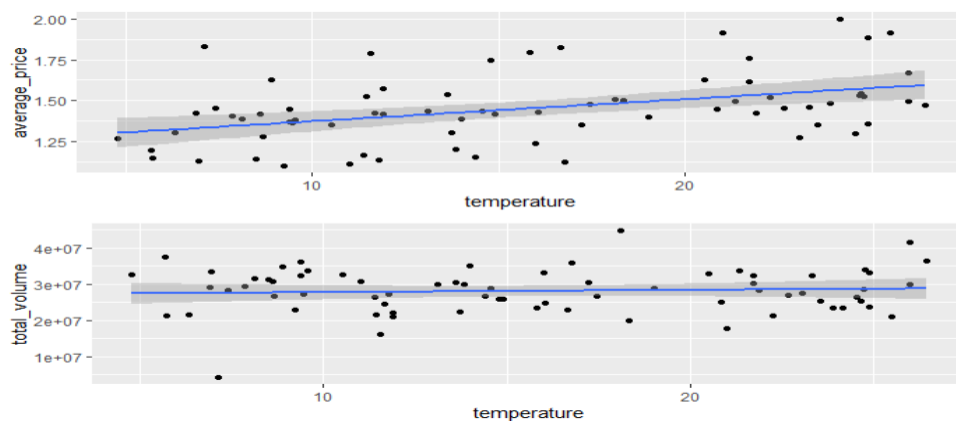 2.00
1.75
1.50
1.25
average_price
10 20
temperature
4e+07
3e+07
2e+07
1e+07
total_volume
10 20
temperature